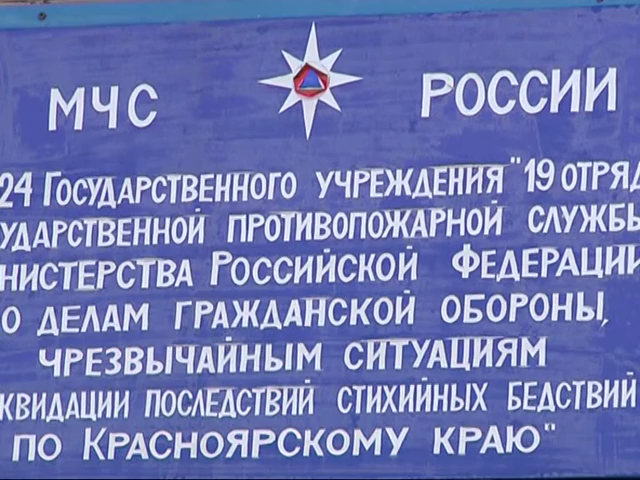 МЧС РОССИИ
24 ГОСУДАРСТВЕННОГО УЧРЕЖДЕНИЯ "19 ОТРЯД
УДАРСТВЕННОЙ ПРОТИВОПОЖАРНОЙ СЛУЖБЫ
НИСТЕРСТВА РОССИЙСКОЙ ФЕДЕРАЦИИ
О ДЕЛАМ ГРАЖДАНСКОЙ ОБОРОНЫ,
ЧРЕЗВЫЧАЙНЫМ СИТУАЦИЯМ
КВИДАЦИИ ПОСЛЕДСТВИЙ СТИХИЙНЫХ БЕДСТВИЙ
ПО КРАСНОЯРСКОМУ КРАЮ"